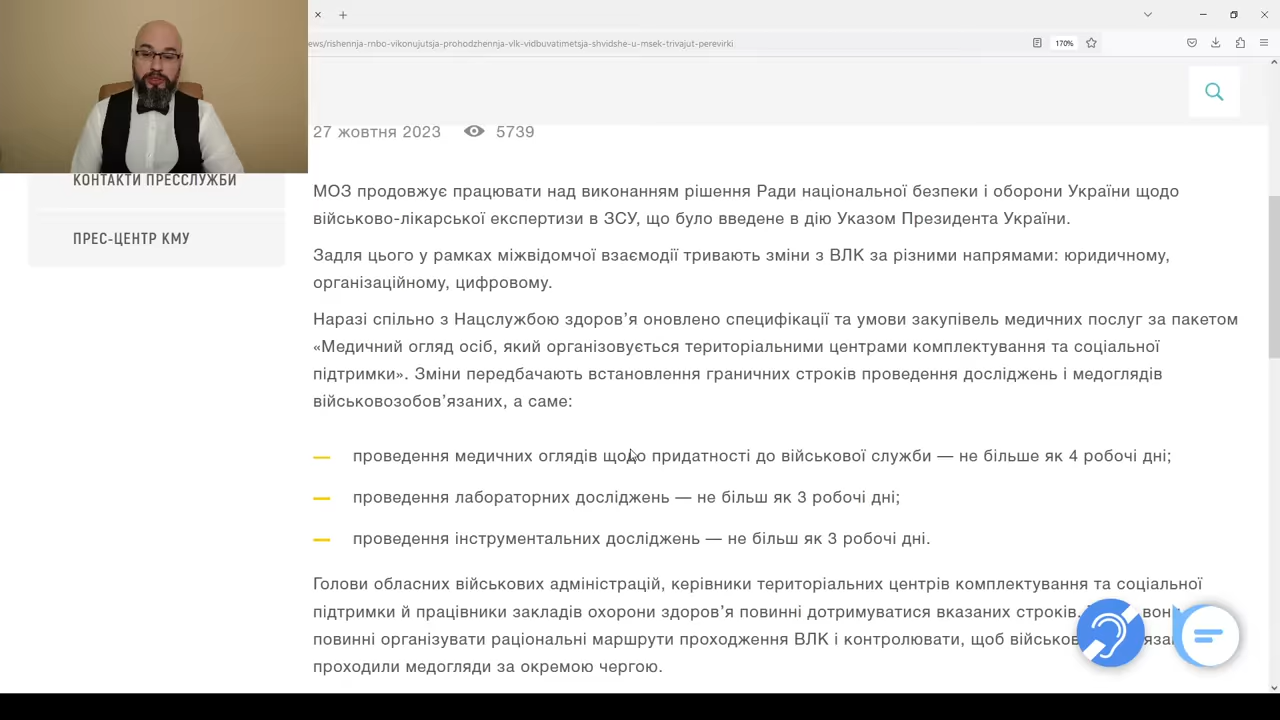 ews/rishennja-rnbo-vikonujutsja-prohodzhennja-vlk-vidbuvatimetsja-shvidshe-u-msek-trivajut-perevirki
170%
27 жовтня 2023 5739
КОНТАКТИ ПРЕССЛУЖБИ
ПРЕС-ЦЕНТР КМУ
МОЗ продовжує працювати над виконанням рішення Ради національної безпеки і оборони України щодо
військово-лікарської експертизи в ЗСУ, що було введене в дію Указом Президента України.
Задля цього у рамках міжвідомчої взаємодії тривають зміни з ВЛК за різними напрямами: юридичному,
організаційному, цифровому.
Наразі спільно з Нацслужбою здоров’я оновлено специфікації та умови закупівель медичних послуг за пакетом
«Медичний огляд осіб, який організовується територіальними центрами комплектування та соціальної
підтримки». Зміни передбачають встановлення граничних строків проведення досліджень і медоглядів
військовозобов’язаних, а саме:
— проведення медичних оглядів щодо придатності до військової служби — не більше як 4 робочі дні;
— проведення лабораторних досліджень — не більш як 3 робочі дні;
— проведення інструментальних досліджень — не більш як 3 робочі дні.
Голови обласних військових адміністрацій, керівники територіальних центрів комплектування та соціальної
підтримки й працівники закладів охорони здоров’я повинні дотримуватися вказаних строків. вон
повинні організувати раціональні маршрути проходження ВЛК і контролювати, щоб військов яза
проходили медогляди за окремою чергою.